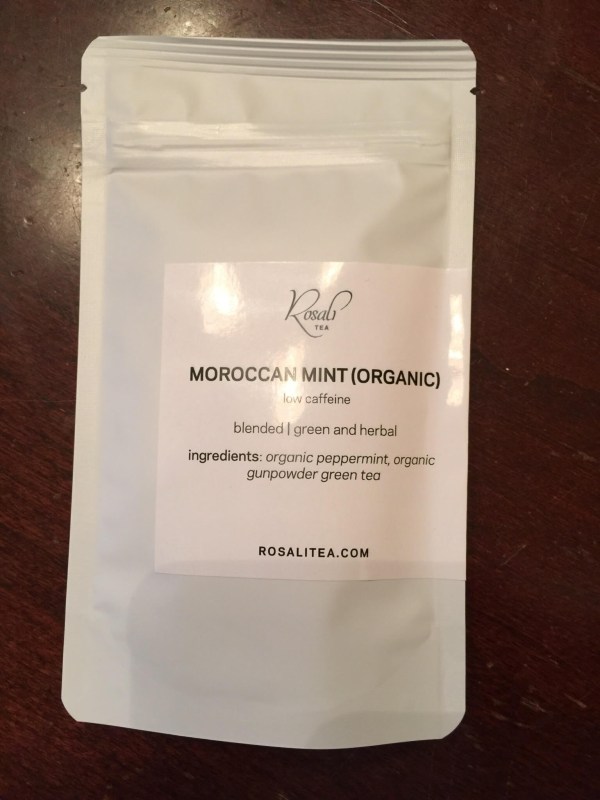 Rosali
TEA
MOROCCAN MINT (ORGANIC)
low caffeine
blended | green and herbal
ingredients: organic peppermint, organic
gunpowder green tea
ROSALITEA.COM